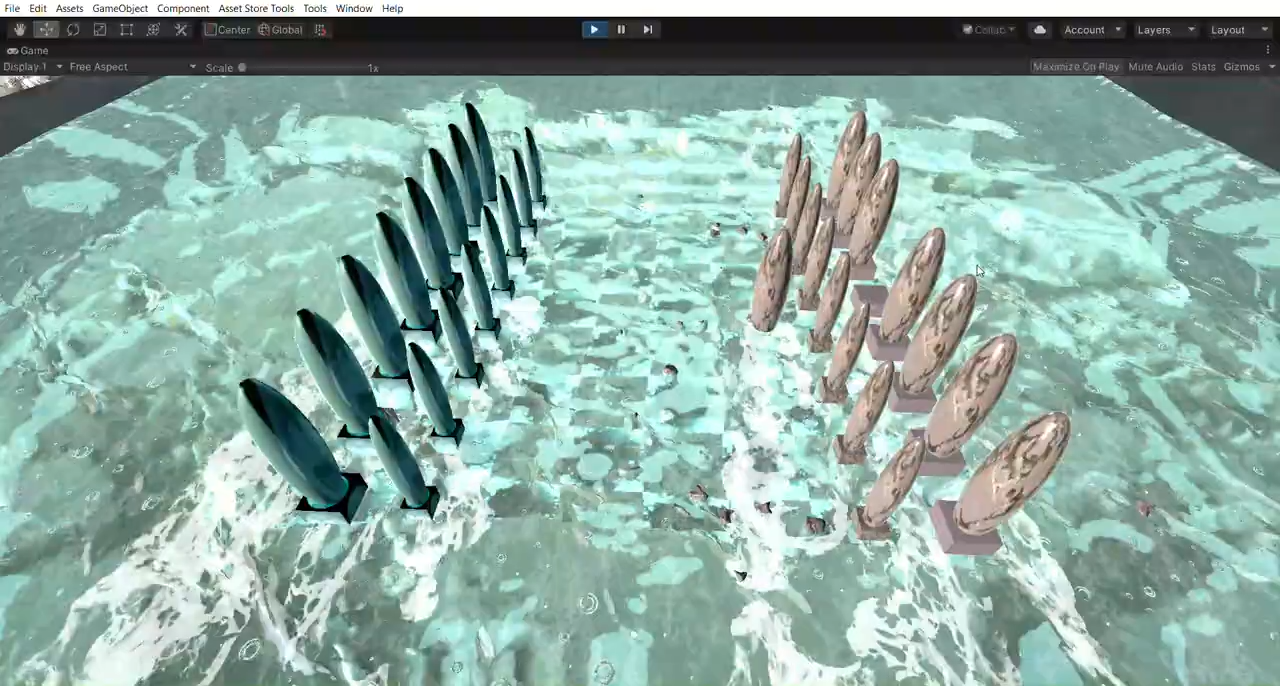 File Edit Assets GameObject Component Asset Store Tools Tools Window Help
Center Global Collab Account Layers Layout
Game
Display 1 Free Aspect Scale 1x Maximize On Play Mute Audio Stats Gizmos